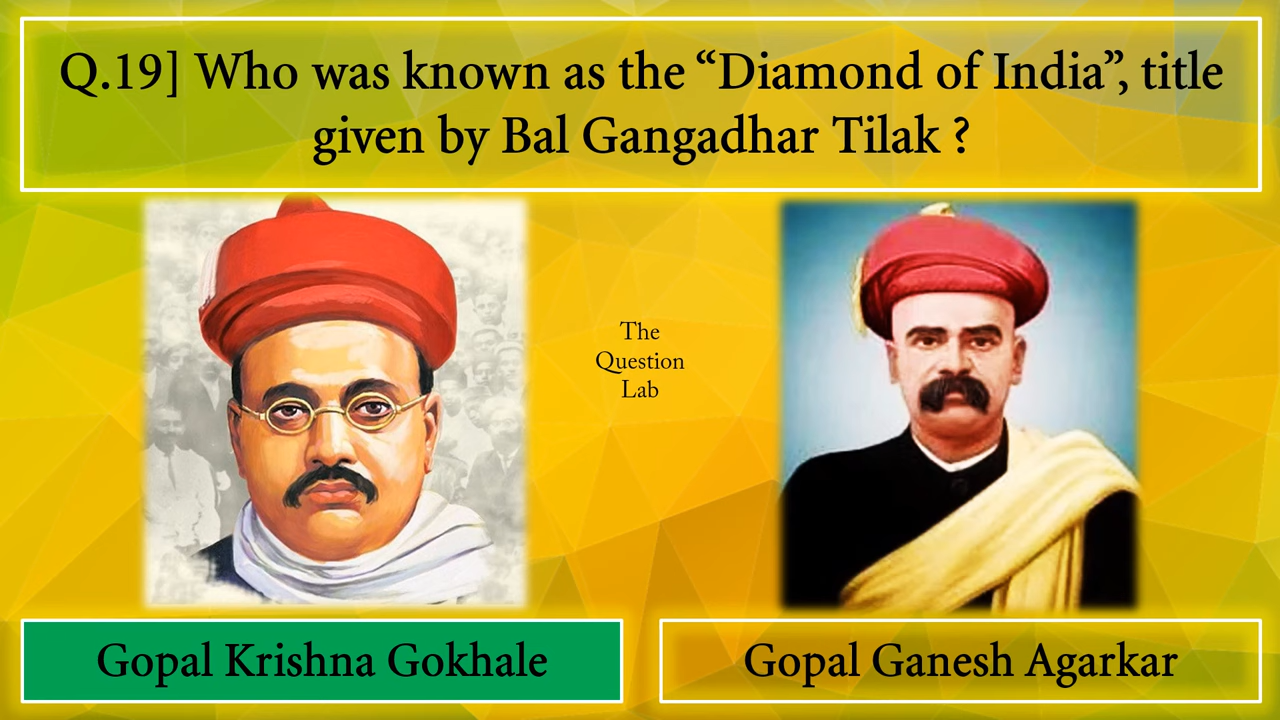 Q.19] Who was known as the “Diamond of India”, title
given by Bal Gangadhar Tilak ?
The
Question
Lab
Gopal Krishna Gokhale
Gopal Ganesh Agarkar